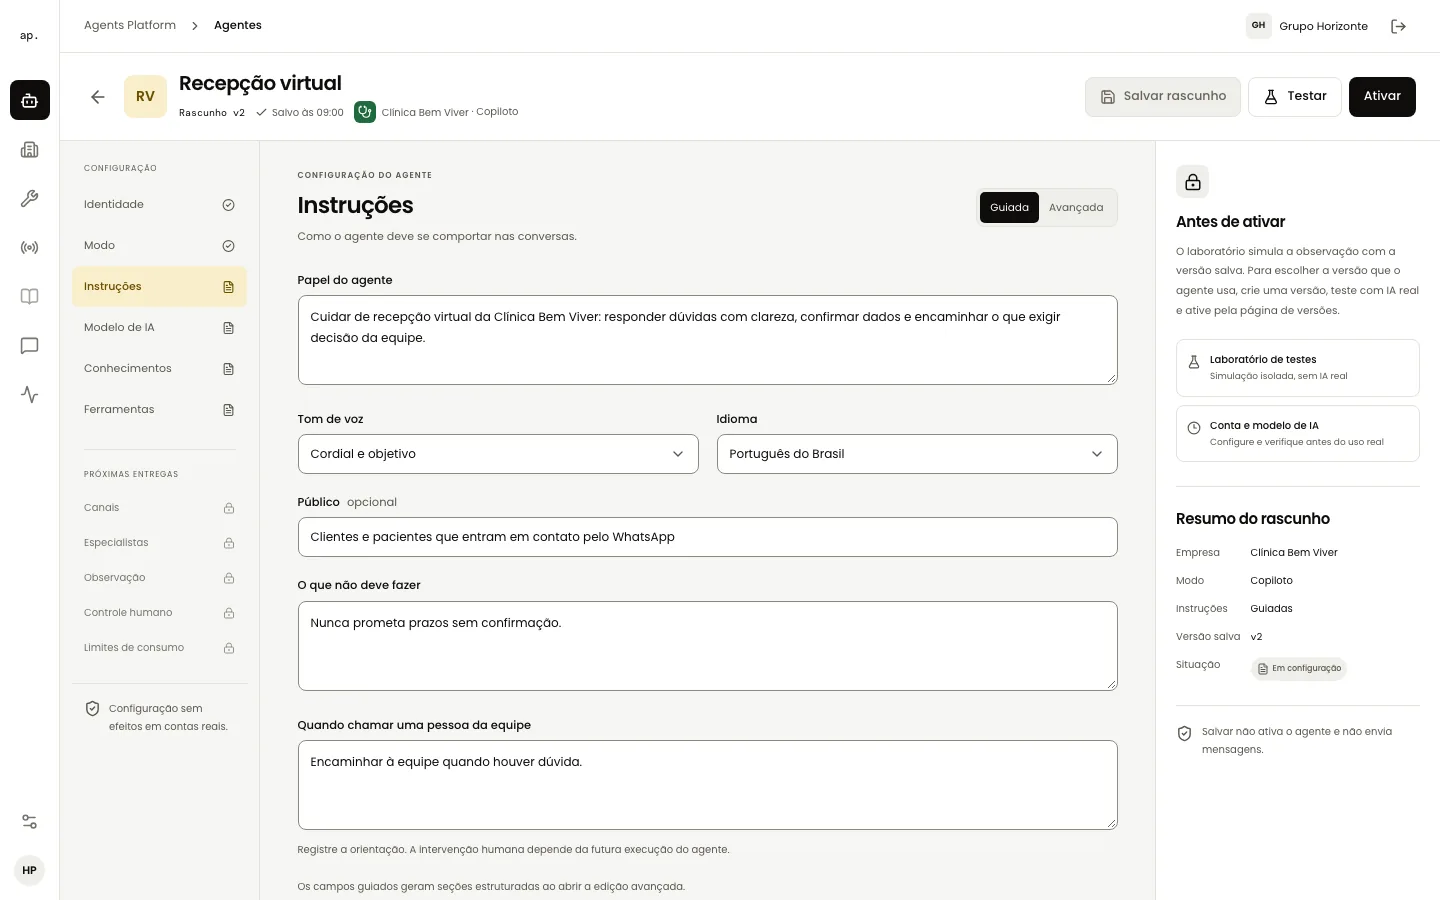 ap.
Agents Platform
Agentes
GH
Grupo Horizonte
RV
Recepção virtual
Rascunho v2
Salvo às 09:00
Clínica Bem Viver · Copiloto
Salvar rascunho
Testar
Ativar
CONFIGURAÇÃO
Identidade
Modo
Instruções
Modelo de IA
Conhecimentos
Ferramentas
PRÓXIMAS ENTREGAS
Canais
Especialistas
Observação
Controle humano
Limites de consumo
Configuração sem
efeitos em contas reais.
HP
CONFIGURAÇÃO DO AGENTE
Instruções
Como o agente deve se comportar nas conversas.
Guiada
Avançada
Papel do agente
Cuidar de recepção virtual da Clínica Bem Viver: responder dúvidas com clareza, confirmar dados e encaminhar o que exigir
decisão da equipe.
Tom de voz
Idioma
Cordial e objetivo
Português do Brasil
Público opcional
Clientes e pacientes que entram em contato pelo WhatsApp
O que não deve fazer
Nunca prometa prazos sem confirmação.
Quando chamar uma pessoa da equipe
Encaminhar à equipe quando houver dúvida.
Registre a orientação. A intervenção humana depende da futura execução do agente.
Os campos guiados geram seções estruturadas ao abrir a edição avançada.
Antes de ativar
O laboratório simula a observação com a
versão salva. Para escolher a versão que o
agente usa, crie uma versão, teste com IA real
e ative pela página de versões.
Laboratório de testes
Simulação isolada, sem IA real
Conta e modelo de IA
Configure e verifique antes do uso real
Resumo do rascunho
Empresa Clínica Bem Viver
Modo Copiloto
Instruções Guiadas
Versão salva v2
Situação Em configuração
Salvar não ativa o agente e não envia
mensagens.